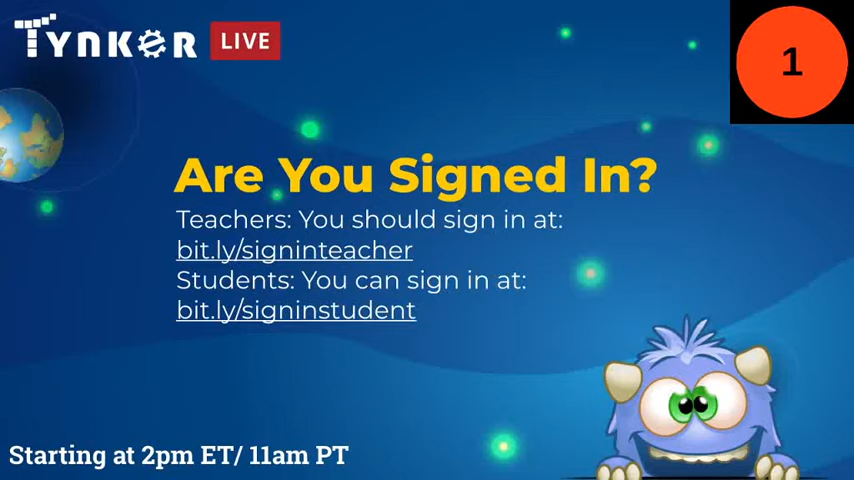 TYNKER LIVE
1
Are You Signed In?
Teachers: You should sign in at:
bit.ly/signinteacher
Students: You can sign in at:
bit.ly/signinstudent
Starting at 2pm ET/ 11am PT